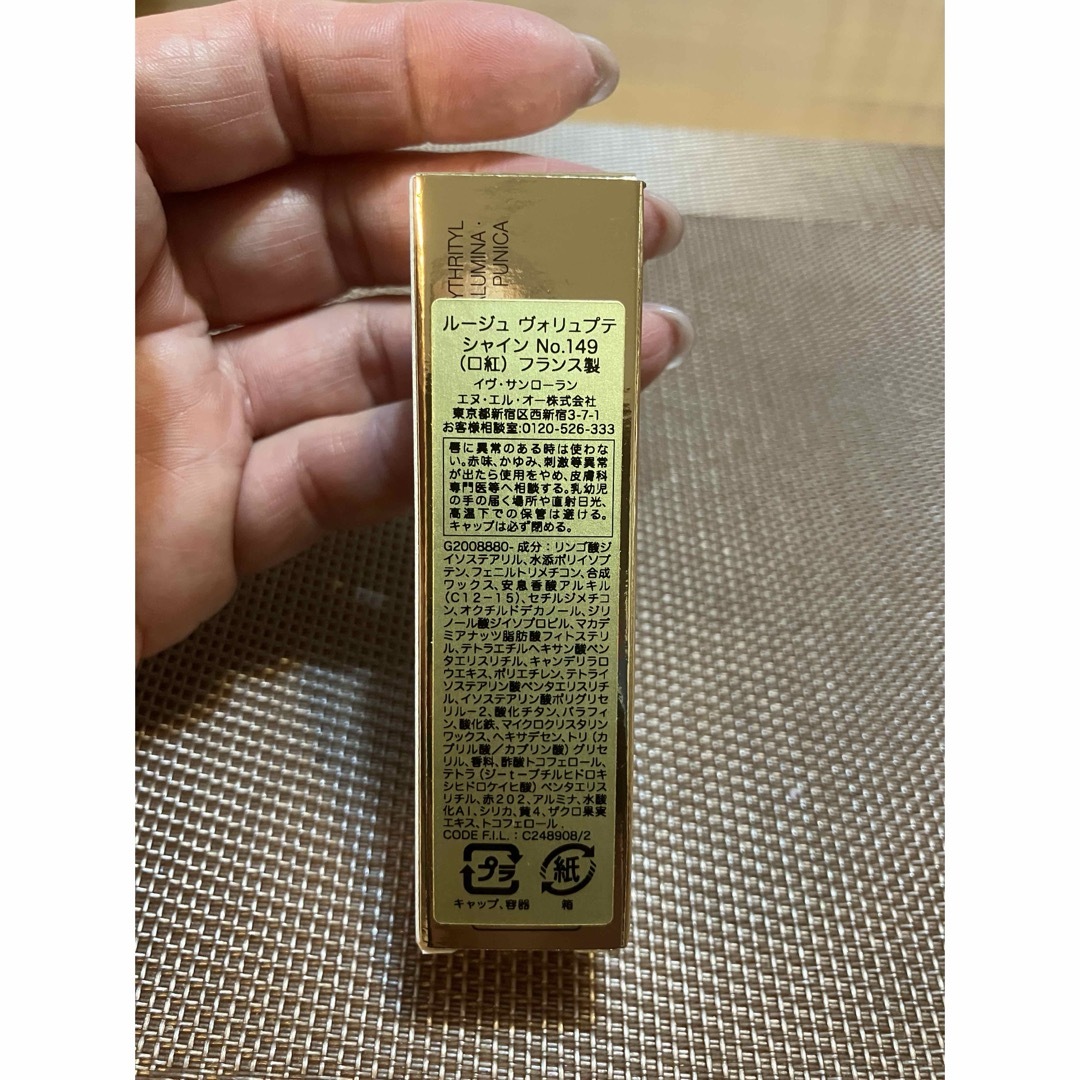 YTHRITYL
ALUMINA ·
PUNICA
ルージュ ヴォリュプテ
シャイン No.149
（口紅）フランス製
イヴ・サンローラン
エヌ・エル・オー株式会社
東京都新宿区西新宿3-7-1
お客様相談室:0120-526-333
唇に異常のある時は使わな
い。赤味、かゆみ、刺激等異常
が出たら使用をやめ、皮膚科
専門医等へ相談する。乳幼児
の手の届く場所や直射日光、
高温下での保管は避ける。
キャップは必ず閉める。
G2008880- 成分：リンゴ酸ジ
イソステアリル、水添ポリイソブ
テン、フェニルトリメチコン、合成
ワックス、安息香酸アルキル
（C12-15）、セチルジメチコ
ン、オクチルドデカノール、ジリ
ノール酸ジイソプロピル、マカデ
ミアナッツ脂肪酸フィトステリ
ル、テトラエチルヘキサン酸ペン
タエリスリチル、キャンデリラロ
ウエキス、ポリエチレン、テトライ
ソステアリン酸ペンタエリスリチ
ル、イソステアリン酸ポリグリセ
リル-2、酸化チタン、パラフィ
ン、酸化鉄、マイクロクリスタリン
ワックス、ヘキサデセン、トリ（カ
プリル酸／カプリン酸）グリセ
リル、香料、酢酸トコフェロール、
テトラ（ジーtーブチルヒドロキ
シヒドロケイヒ酸）ペンタエリス
リチル、赤202、アルミナ、水酸
化Al、シリカ、黄4、ザクロ果実
エキス、トコフェロール
CODE F.I.L. : C248908/2
プラ 紙
キャップ、容器 箱